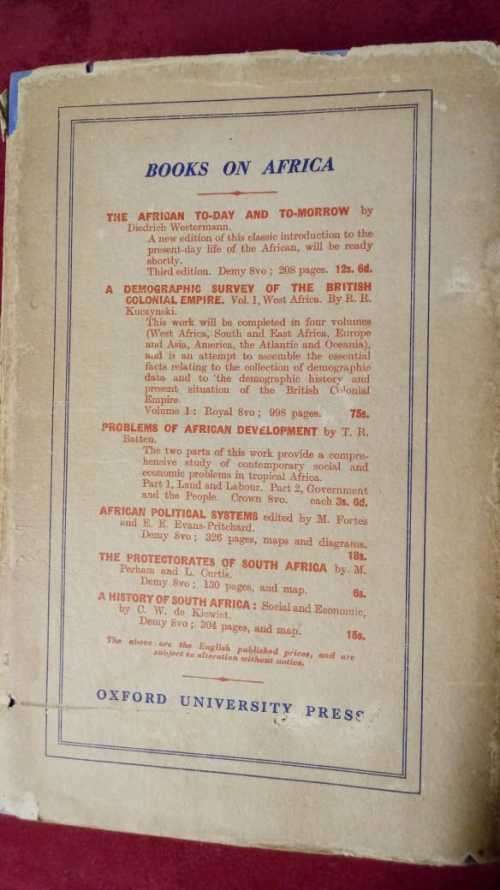 BOOKS ON AFRICA
THE AFRICAN TO-DAY AND TO-MORROW by
Diedrich Westermann.
A new edition of this classic introduction to the
present-day life of the African, will be ready
shortly.
Third edition. Demy 8vo; 208 pages. 12s. 6d.
A DEMOGRAPHIC SURVEY OF THE BRITISH
COLONIAL EMPIRE. Vol. 1, West Africa. By R. R.
Kuczynski.
This work will be completed in four volumes
(West Africa, South and East Africa, Europe
and Asia, America, the Atlantic and Oceania),
and is an attempt to assemble the essential
facts relating to the collection of demographic
data and to the demographic history and
present situation of the British Colonial
Empire.
Volume 1: Royal 8vo; 998 pages. 75s.
PROBLEMS OF AFRICAN DEVELOPMENT by T. R.
Batten.
The two parts of this work provide a compre-
hensive study of contemporary social and
economic problems in tropical Africa.
Part 1, Land and Labour. Part 2, Government
and the People. Crown 8vo. each 3s. 6d.
AFRICAN POLITICAL SYSTEMS edited by M. Fortes
and E. E. Evans-Pritchard.
Demy 8vo; 326 pages, maps and diagrams.
18s.
THE PROTECTORATES OF SOUTH AFRICA by M.
Perham and L. Curtis.
Demy 8vo; 130 pages, and map. 6s.
A HISTORY OF SOUTH AFRICA: Social and Economic,
by C. W. de Kiewiet.
Demy 8vo; 304 pages, and map. 15s.
The above are the English published prices, and are
subject to alteration without notice.
OXFORD UNIVERSITY PRESS